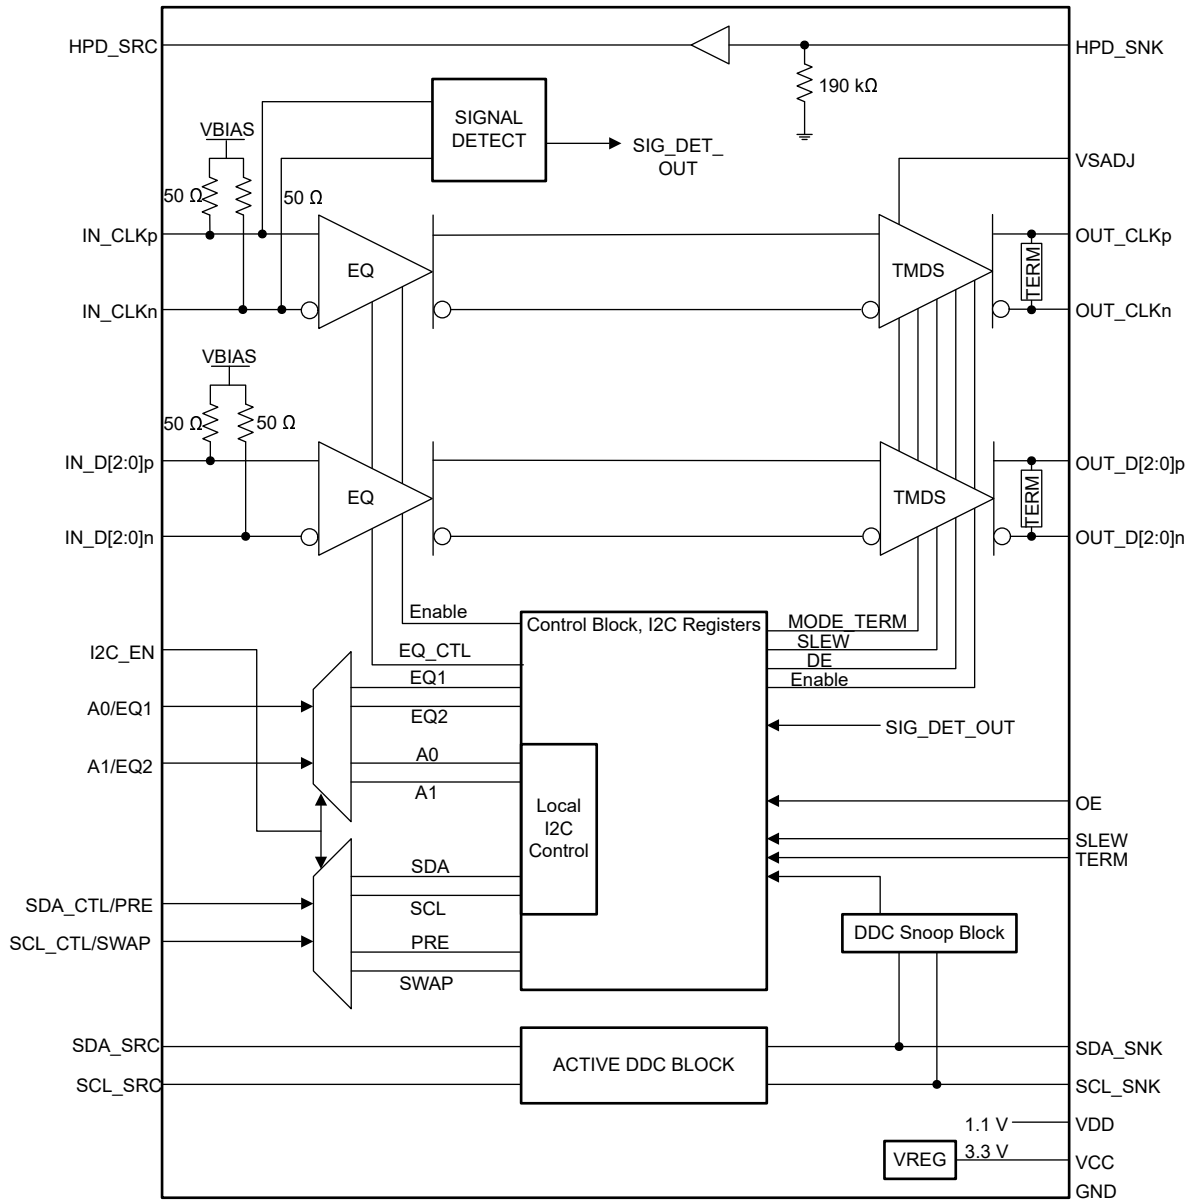 HPD_SRC
HPD_SNK
190 kΩ
SIGNAL
DETECT
SIG_DET_
OUT
VBIAS
VSADJ
50 Ω
50 Ω
IN_CLKp
EQ
TMDS
TERM
OUT_CLKp
IN_CLKn
OUT_CLKn
VBIAS
50 Ω
50 Ω
IN_D[2:0]p
EQ
TMDS
TERM
OUT_D[2:0]p
IN_D[2:0]n
OUT_D[2:0]n
Enable
Control Block, I2C Registers
MODE_TERM
SLEW
DE
Enable
I2C_EN
EQ_CTL
EQ1
A0/EQ1
EQ2
SIG_DET_OUT
A1/EQ2
A0
A1
Local
I2C
Control
OE
SLEW
TERM
SDA
SDA_CTL/PRE
SCL
SCL_CTL/SWAP
PRE
SWAP
DDC Snoop Block
SDA_SRC
ACTIVE DDC BLOCK
SDA_SNK
SCL_SRC
SCL_SNK
1.1 V
VDD
VREG
3.3 V
VCC
GND